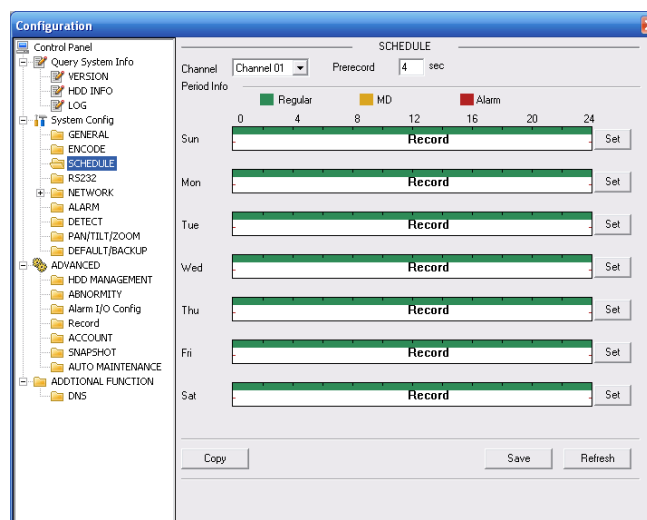 Configuration
Control Panel
Query System Info
VERSION
HDD INFO
LOG
System Config
GENERAL
ENCODE
SCHEDULE
RS232
NETWORK
ALARM
DETECT
PAN/TILT/ZOOM
DEFAULT/BACKUP
ADVANCED
HDD MANAGEMENT
ABNORMITY
Alarm I/O Config
Record
ACCOUNT
SNAPSHOT
AUTO MAINTENANCE
ADDTIONAL FUNCTION
DNS
SCHEDULE
Channel Channel 01 Prerecord 4 sec
Period Info
Regular MD Alarm
0 4 8 12 16 20 24
Sun Record Set
Mon Record Set
Tue Record Set
Wed Record Set
Thu Record Set
Fri Record Set
Sat Record Set
Copy Save Refresh